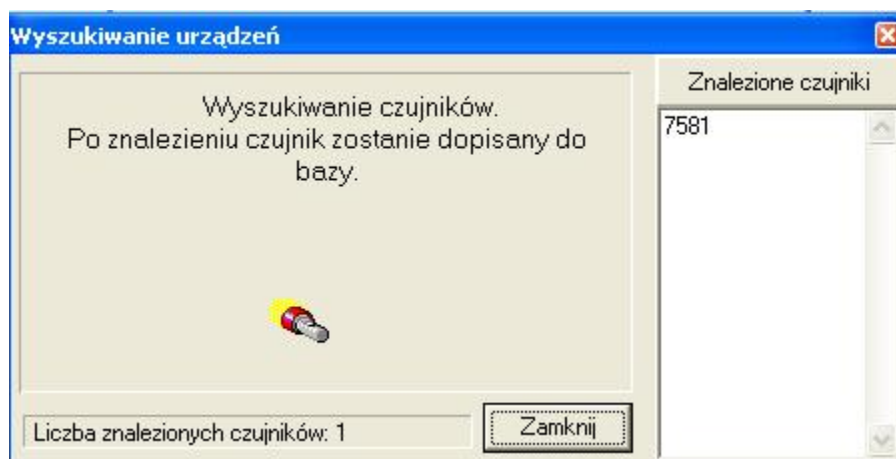 Wyszukiwanie urządzeń
Wyszukiwanie czujników.
Po znalezieniu czujnik zostanie dopisany do
bazy.
Liczba znalezionych czujników: 1
Zamknij
Znalezione czujniki
7581